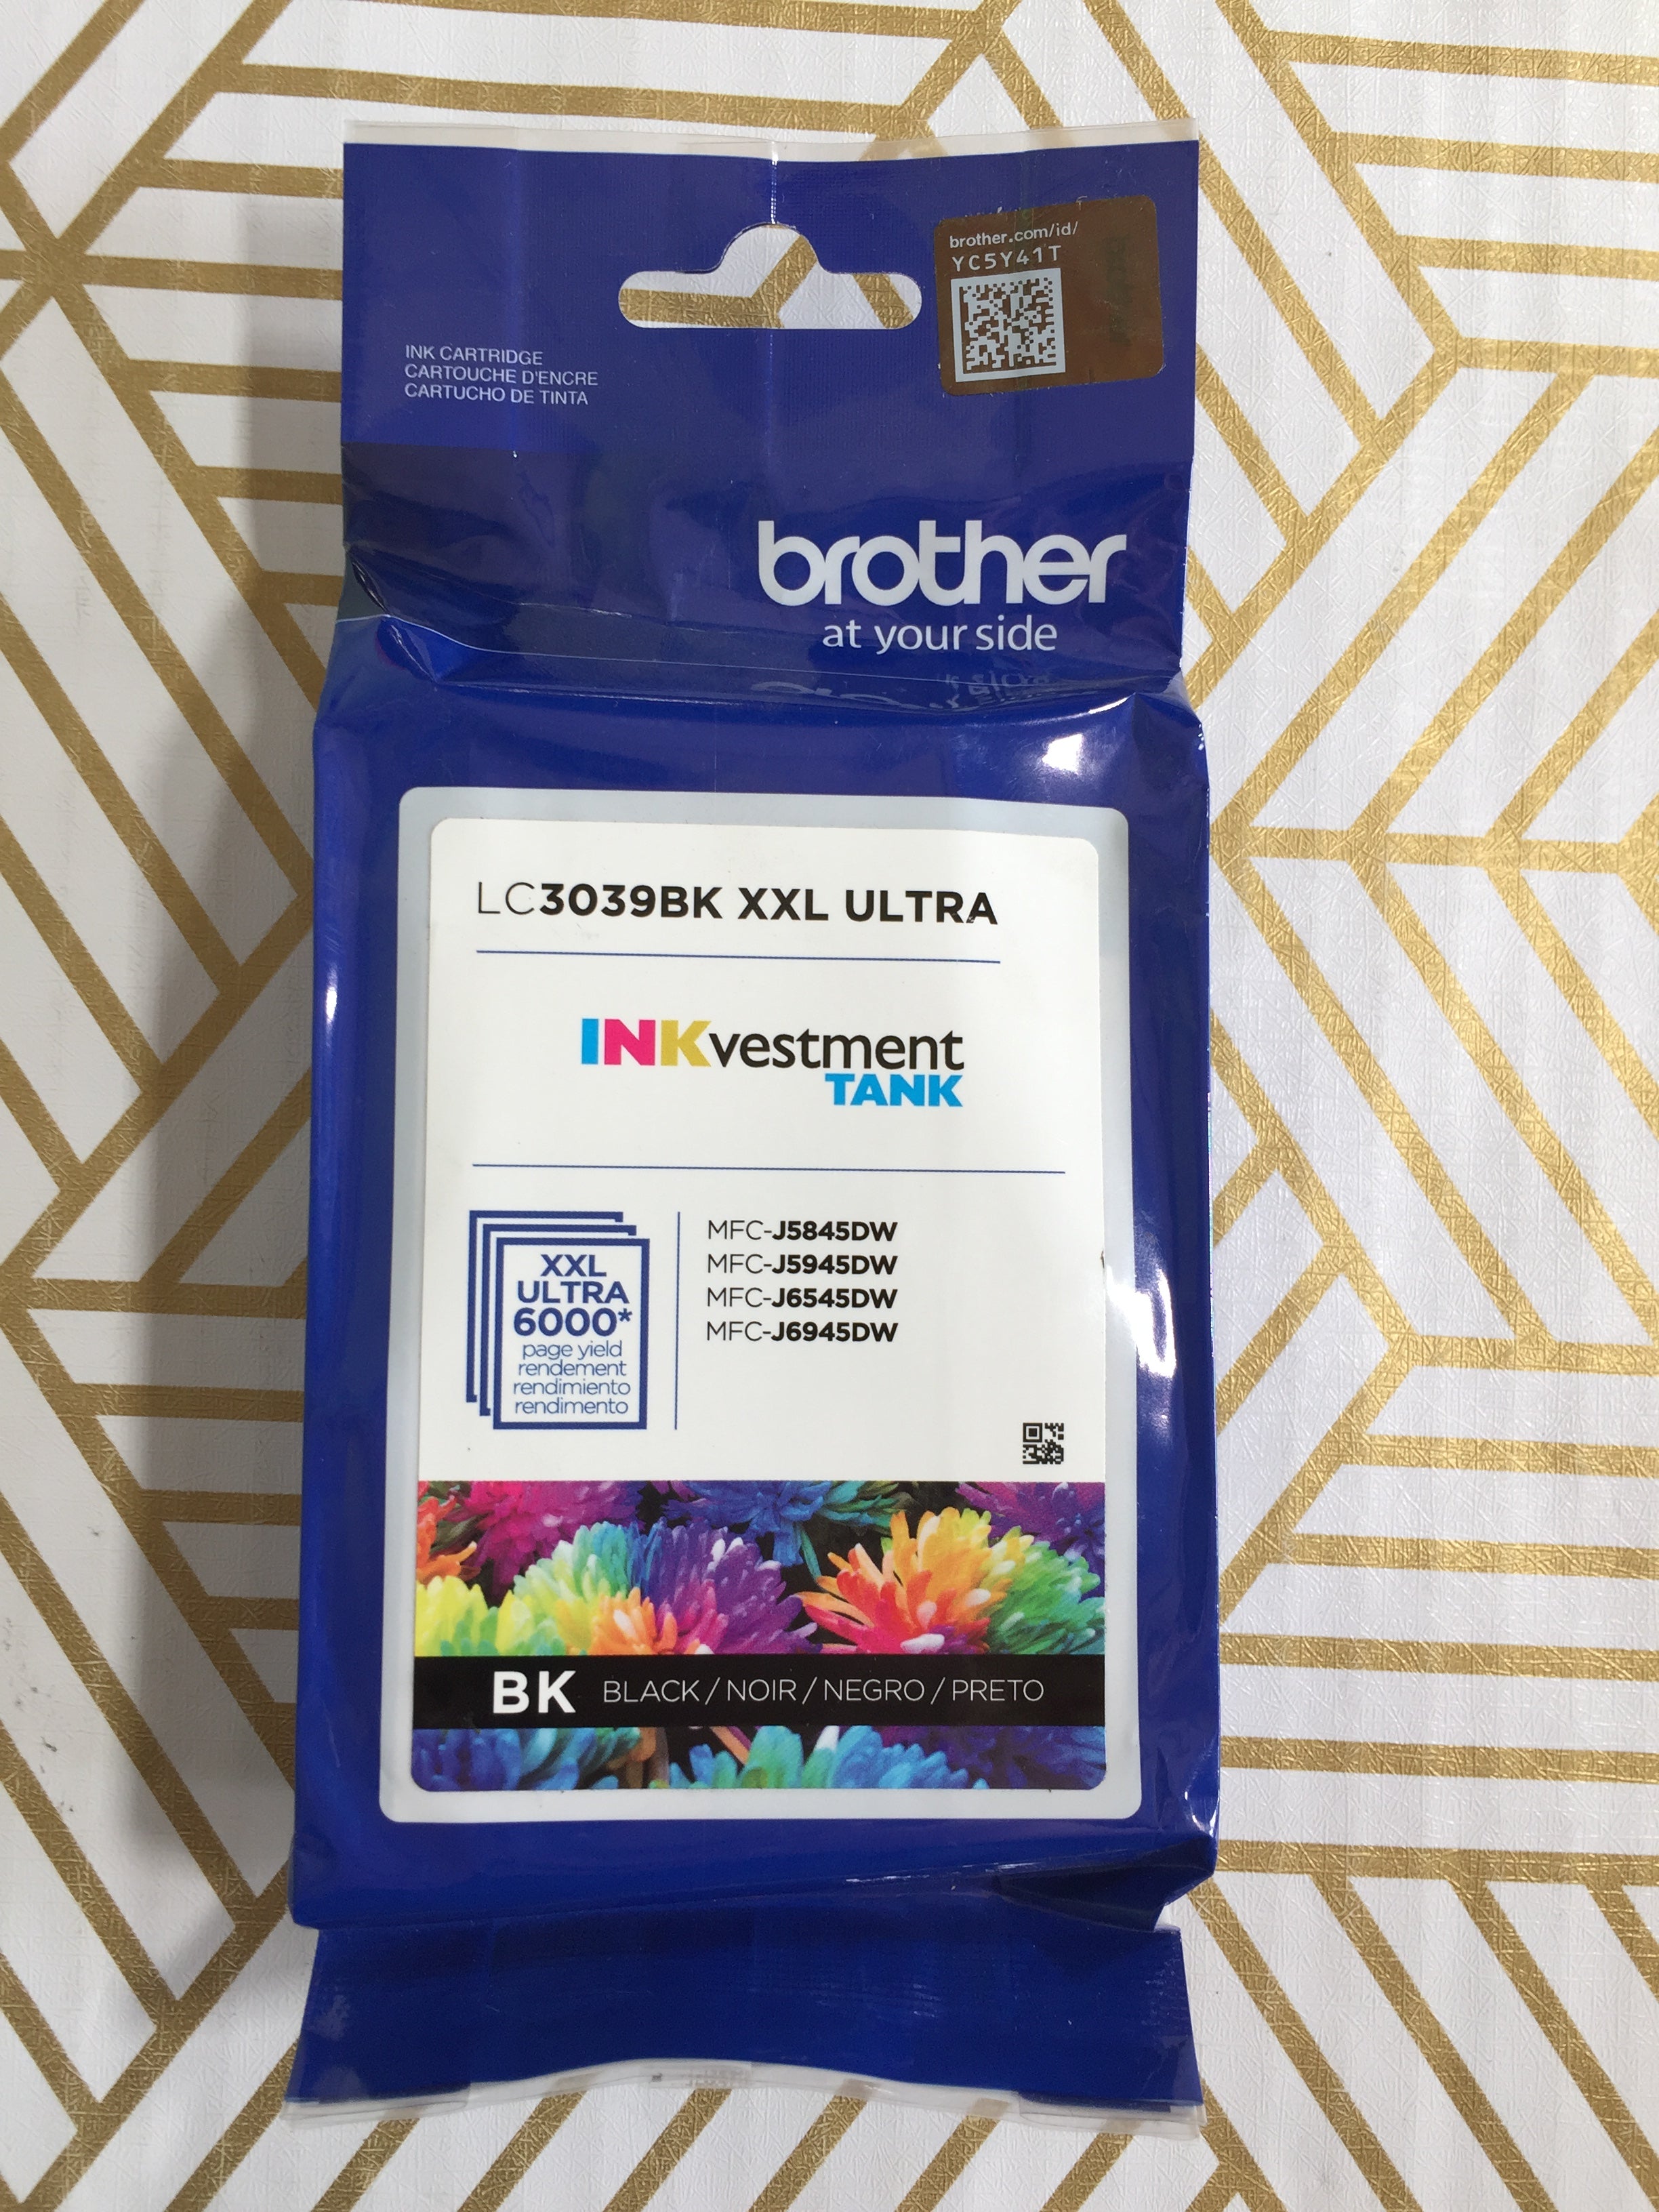 brother.com/id/
YC5Y41T
INK CARTRIDGE
CARTOUCHE D'ENCRE
CARTUCHO DE TINTA
brother
at your side
LC3039BK XXL ULTRA
INKvestment
TANK
XXL
ULTRA
6000*
page yield
rendement
rendimiento
rendimento
MFC-J5845DW
MFC-J5945DW
MFC-J6545DW
MFC-J6945DW
BK BLACK / NOIR / NEGRO / PRETO